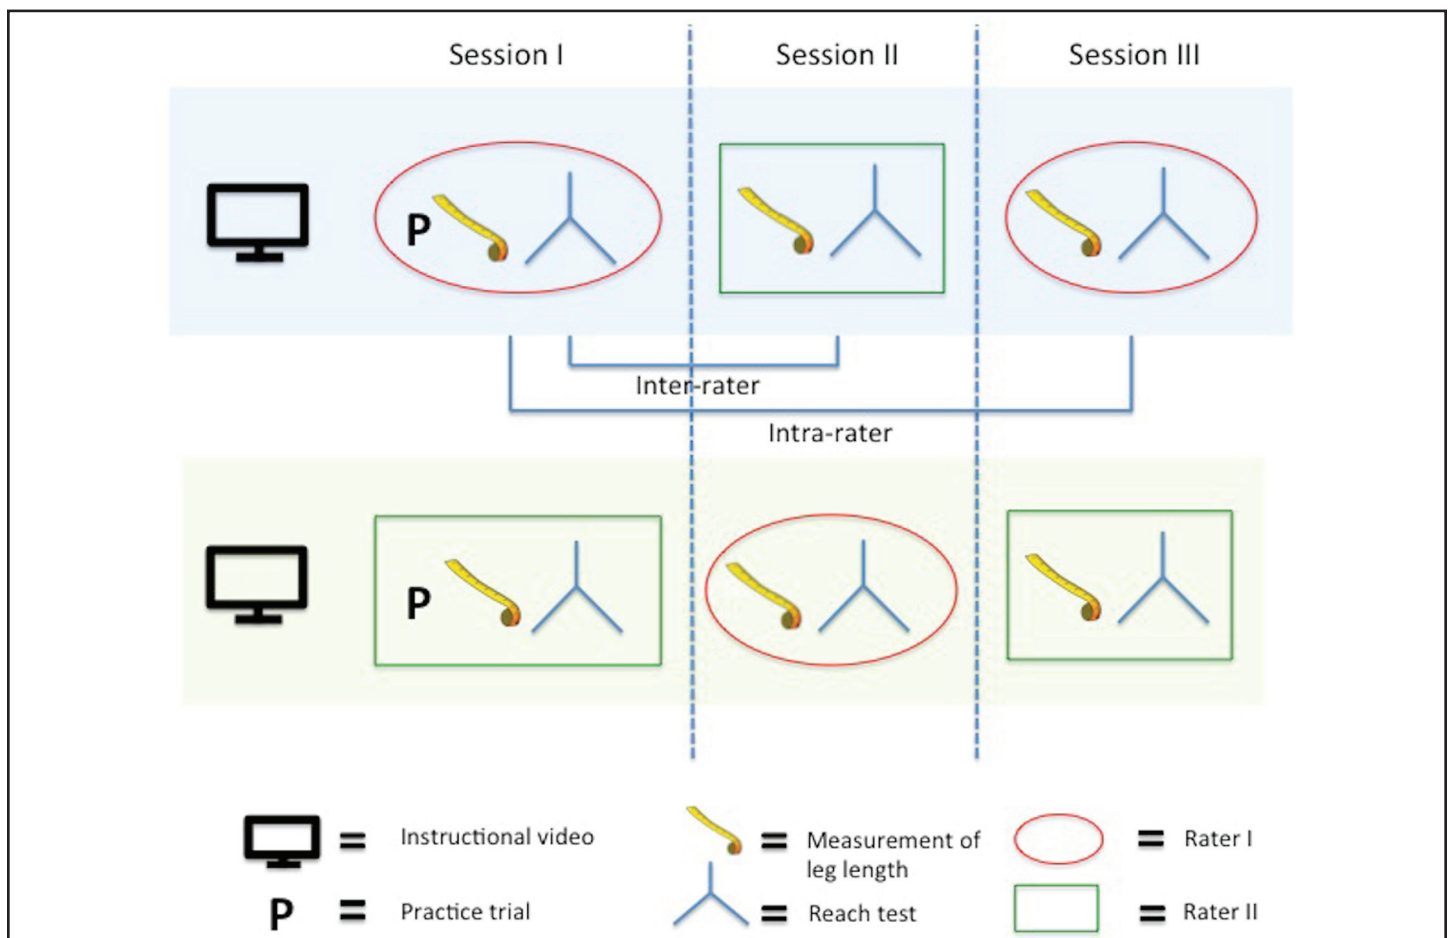 Session I
Session II
Session III
P
Inter-rater
Intra-rater
P
= Instructional video
= Measurement of
leg length
= Rater I
P = Practice trial
= Reach test
= Rater II